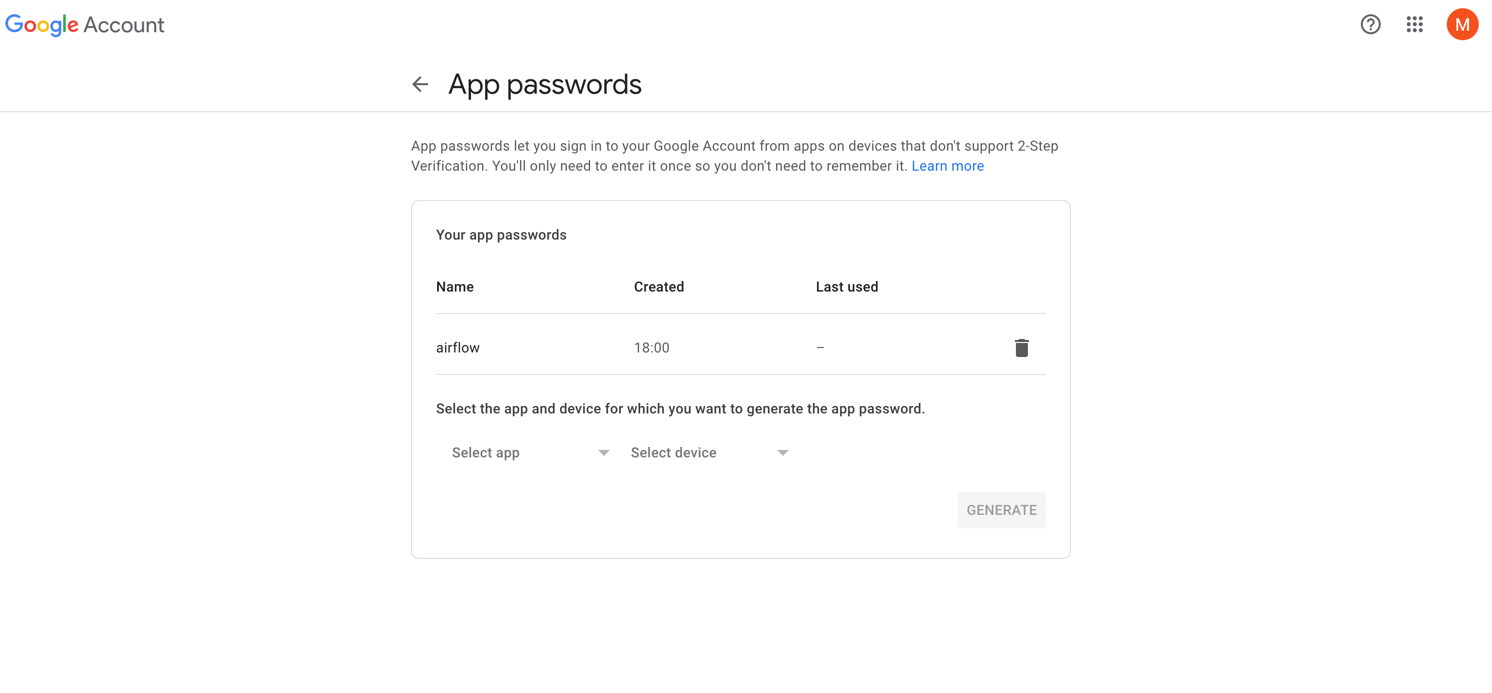 Google Account
M
App passwords
App passwords let you sign in to your Google Account from apps on devices that don't support 2-Step
Verification. You'll only need to enter it once so you don't need to remember it. Learn more
Your app passwords
Name Created Last used
airflow 18:00 –
Select the app and device for which you want to generate the app password.
Select app Select device
GENERATE